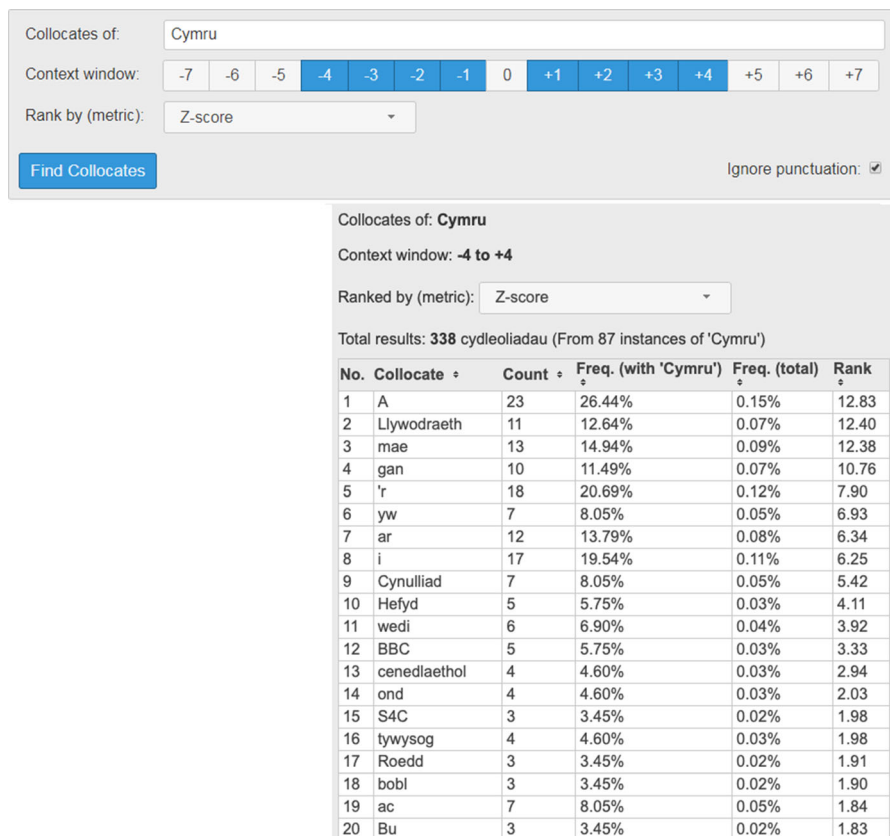 Collocates of: Cymru
Context window: -7 -6 -5 -4 -3 -2 -1 0 +1 +2 +3 +4 +5 +6 +7
Rank by (metric): Z-score
Find Collocates Ignore punctuation:
Collocates of: Cymru
Context window: -4 to +4
Ranked by (metric): Z-score
Total results: 338 cydleoliadau (From 87 instances of 'Cymru')
No. Collocate Count Freq. (with 'Cymru') Freq. (total) Rank
1 A 23 26.44% 0.15% 12.83
2 Llywodraeth 11 12.64% 0.07% 12.40
3 mae 13 14.94% 0.09% 12.38
4 gan 10 11.49% 0.07% 10.76
5 'r 18 20.69% 0.12% 7.90
6 yw 7 8.05% 0.05% 6.93
7 ar 12 13.79% 0.08% 6.34
8 i 17 19.54% 0.11% 6.25
9 Cynulliad 7 8.05% 0.05% 5.42
10 Hefyd 5 5.75% 0.03% 4.11
11 wedi 6 6.90% 0.04% 3.92
12 BBC 5 5.75% 0.03% 3.33
13 cenedlaethol 4 4.60% 0.03% 2.94
14 ond 4 4.60% 0.03% 2.03
15 S4C 3 3.45% 0.02% 1.98
16 tywysog 4 4.60% 0.03% 1.98
17 Roedd 3 3.45% 0.02% 1.91
18 bobl 3 3.45% 0.02% 1.90
19 ac 7 8.05% 0.05% 1.84
20 Bu 3 3.45% 0.02% 1.83